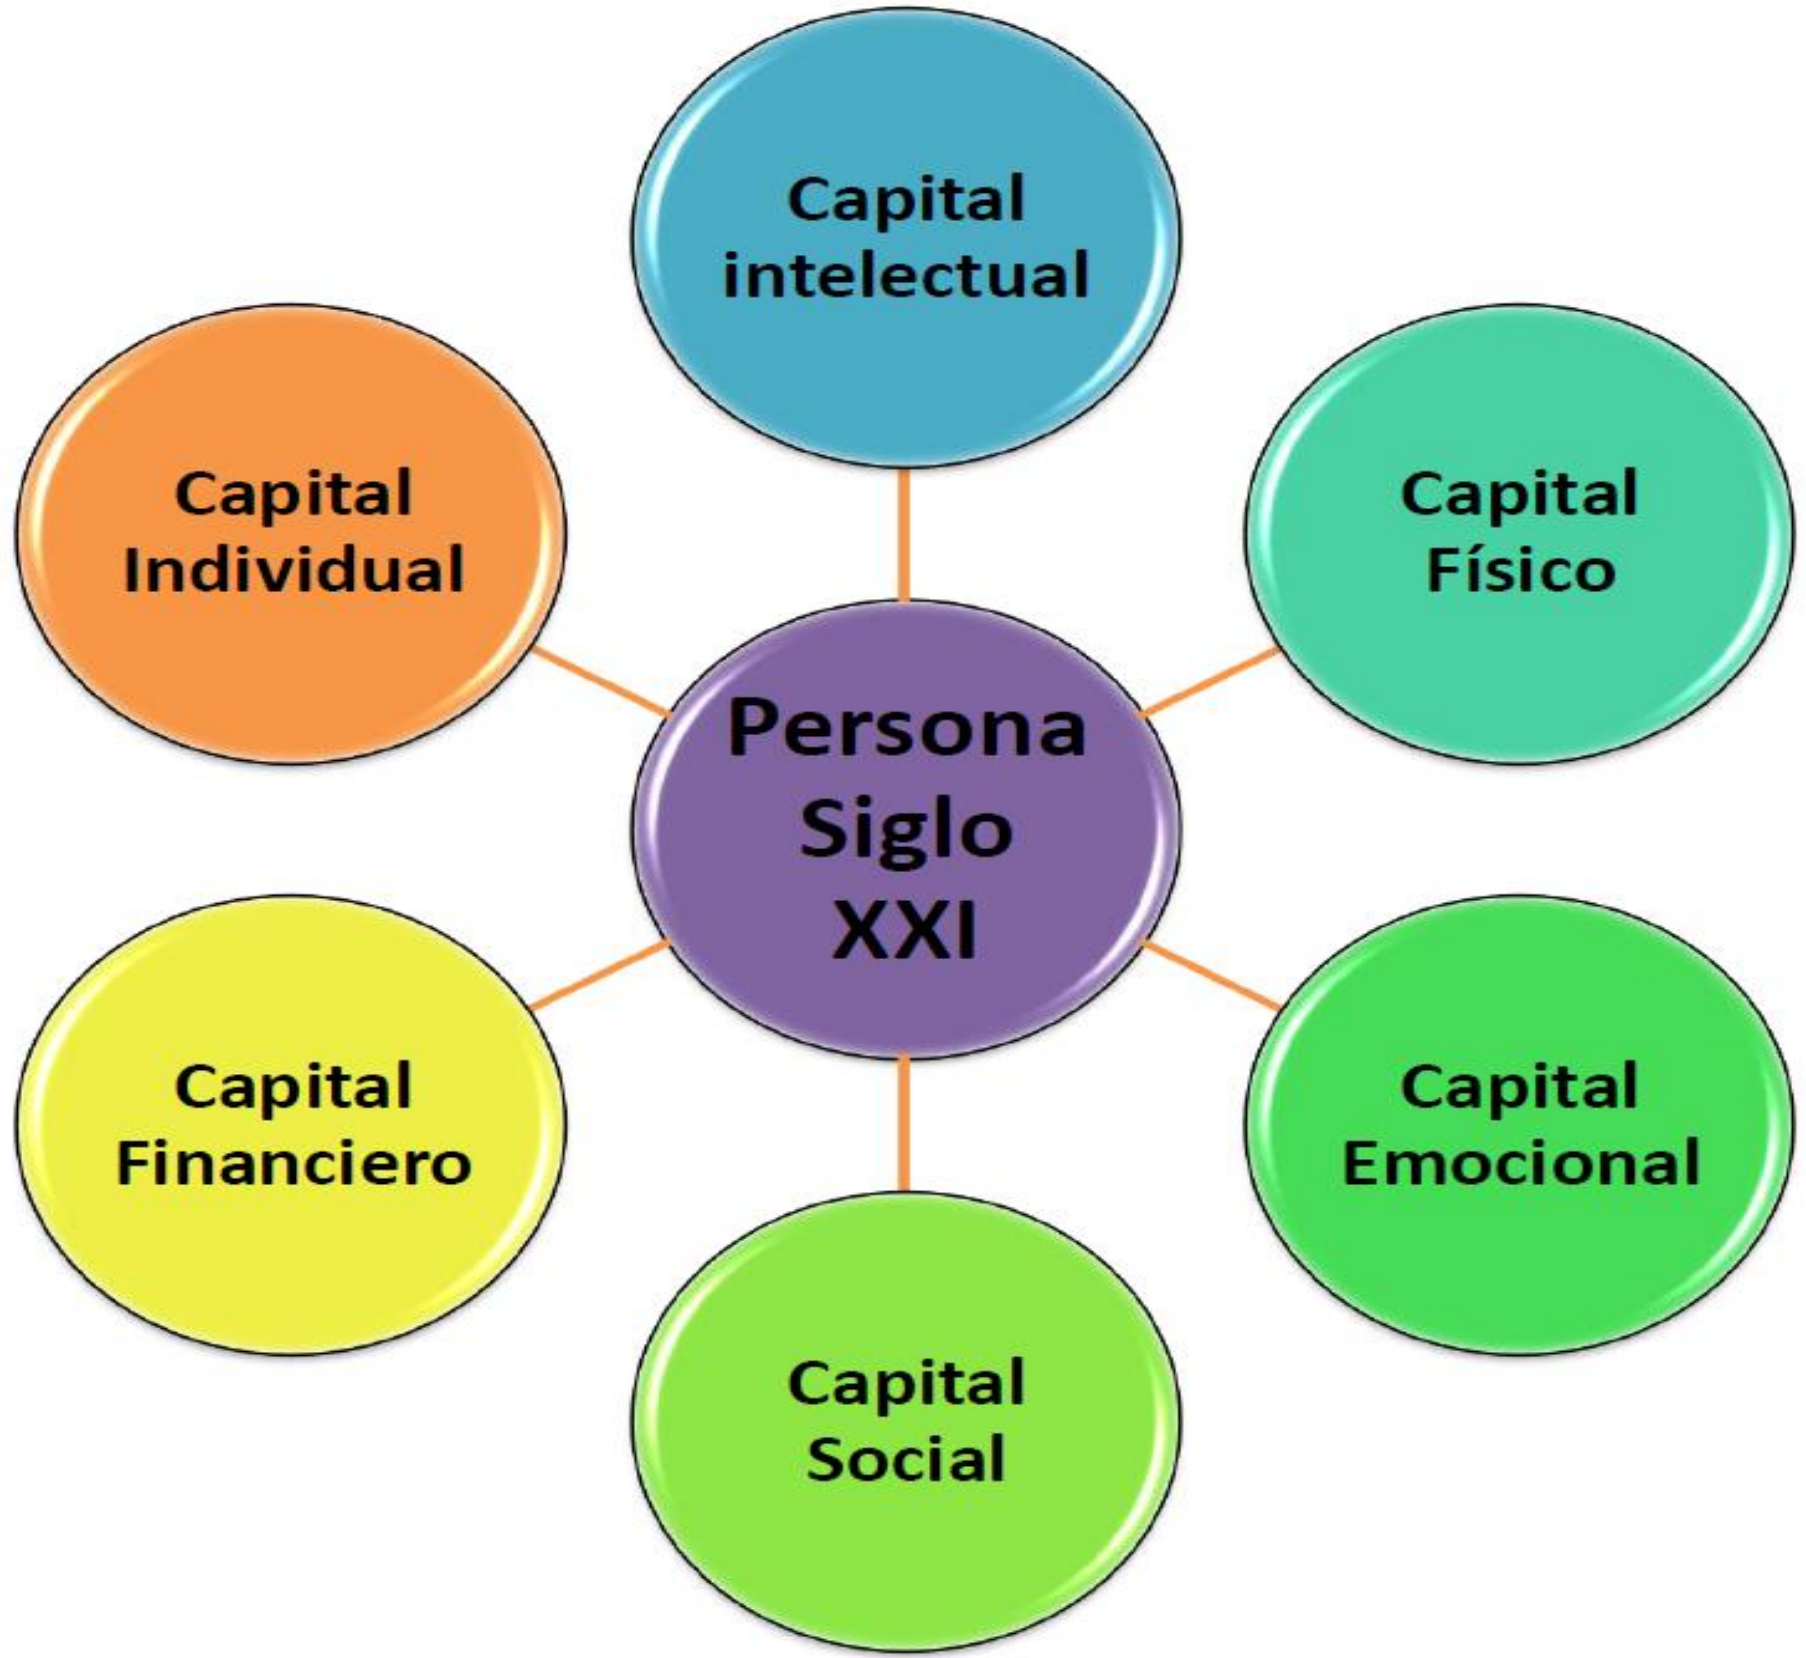 Capital
intelectual
Capital
Individual
Capital
Físico
Persona
Siglo
XXI
Capital
Financiero
Capital
Emocional
Capital
Social